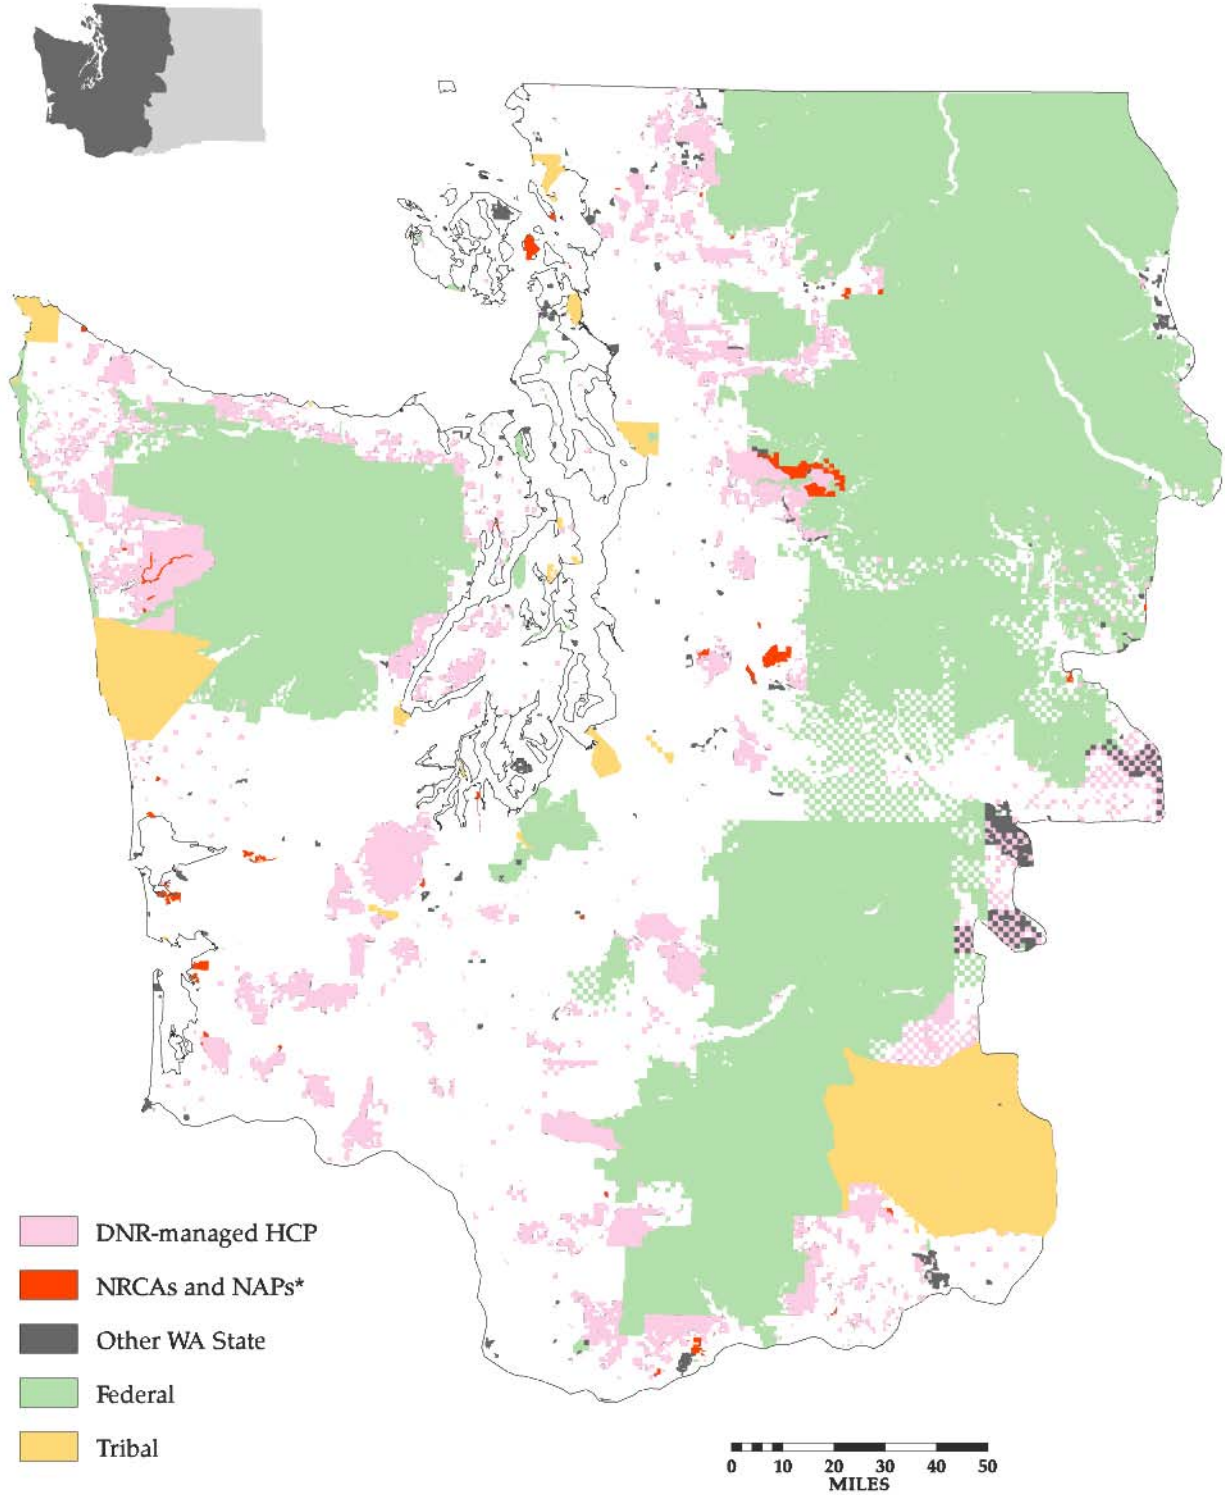 DNR-managed HCP
NRCAs and NAPs*
Other WA State
Federal
Tribal
0 10 20 30 40 50
MILES